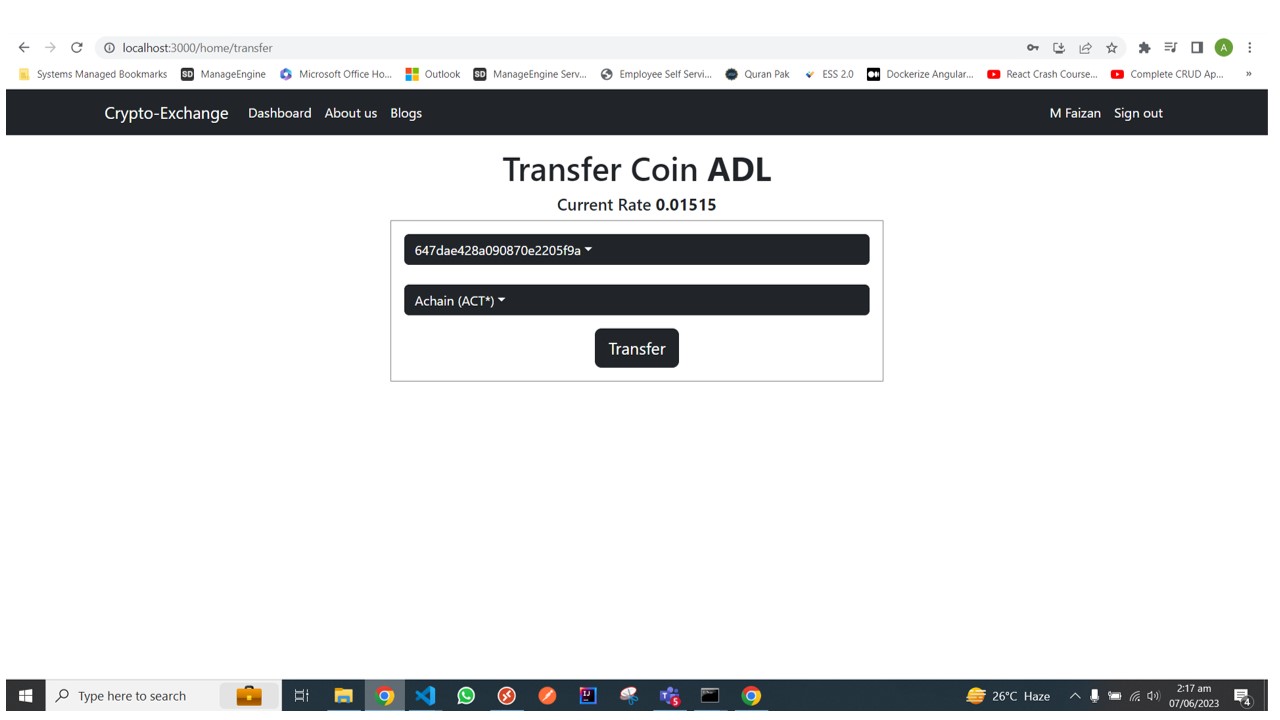 localhost:3000/home/transfer
A
Systems Managed Bookmarks SD ManageEngine Microsoft Office Ho... Outlook SD ManageEngine Serv... Employee Self Servi... Quran Pak ESS 2.0 Dockerize Angular... React Crash Course... Complete CRUD Ap... »
Crypto-Exchange Dashboard About us Blogs M Faizan Sign out
Transfer Coin ADL
Current Rate 0.01515
647dae428a090870e2205f9a
Achain (ACT*)
Transfer
Type here to search 26°C Haze 2:17 am
07/06/2023
4
5